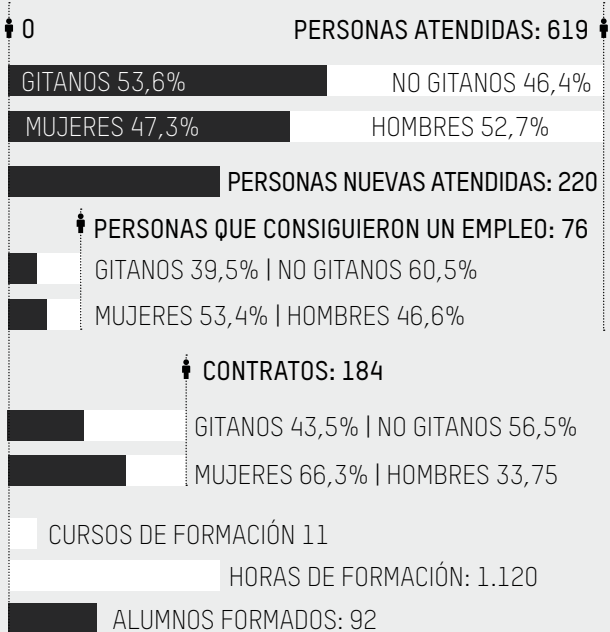 0 PERSONAS ATENDIDAS: 619
GITANOS 53,6% NO GITANOS 46,4%
MUJERES 47,3% HOMBRES 52,7%
PERSONAS NUEVAS ATENDIDAS: 220
PERSONAS QUE CONSIGUIERON UN EMPLEO: 76
GITANOS 39,5% | NO GITANOS 60,5%
MUJERES 53,4% | HOMBRES 46,6%
CONTRATOS: 184
GITANOS 43,5% | NO GITANOS 56,5%
MUJERES 66,3% | HOMBRES 33,75
CURSOS DE FORMACIÓN 11
HORAS DE FORMACIÓN: 1.120
ALUMNOS FORMADOS: 92